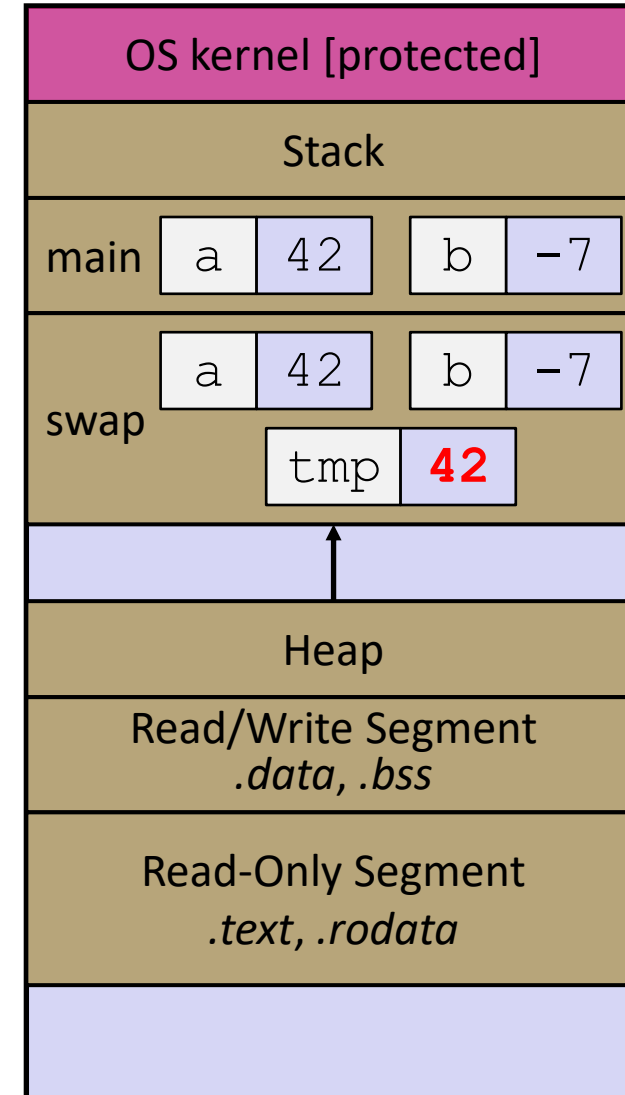 OS kernel [protected]
Stack
main a 42 b -7
a 42 b -7
swap
tmp 42
Heap
Read/Write Segment
.data, .bss
Read-Only Segment
.text, .rodata